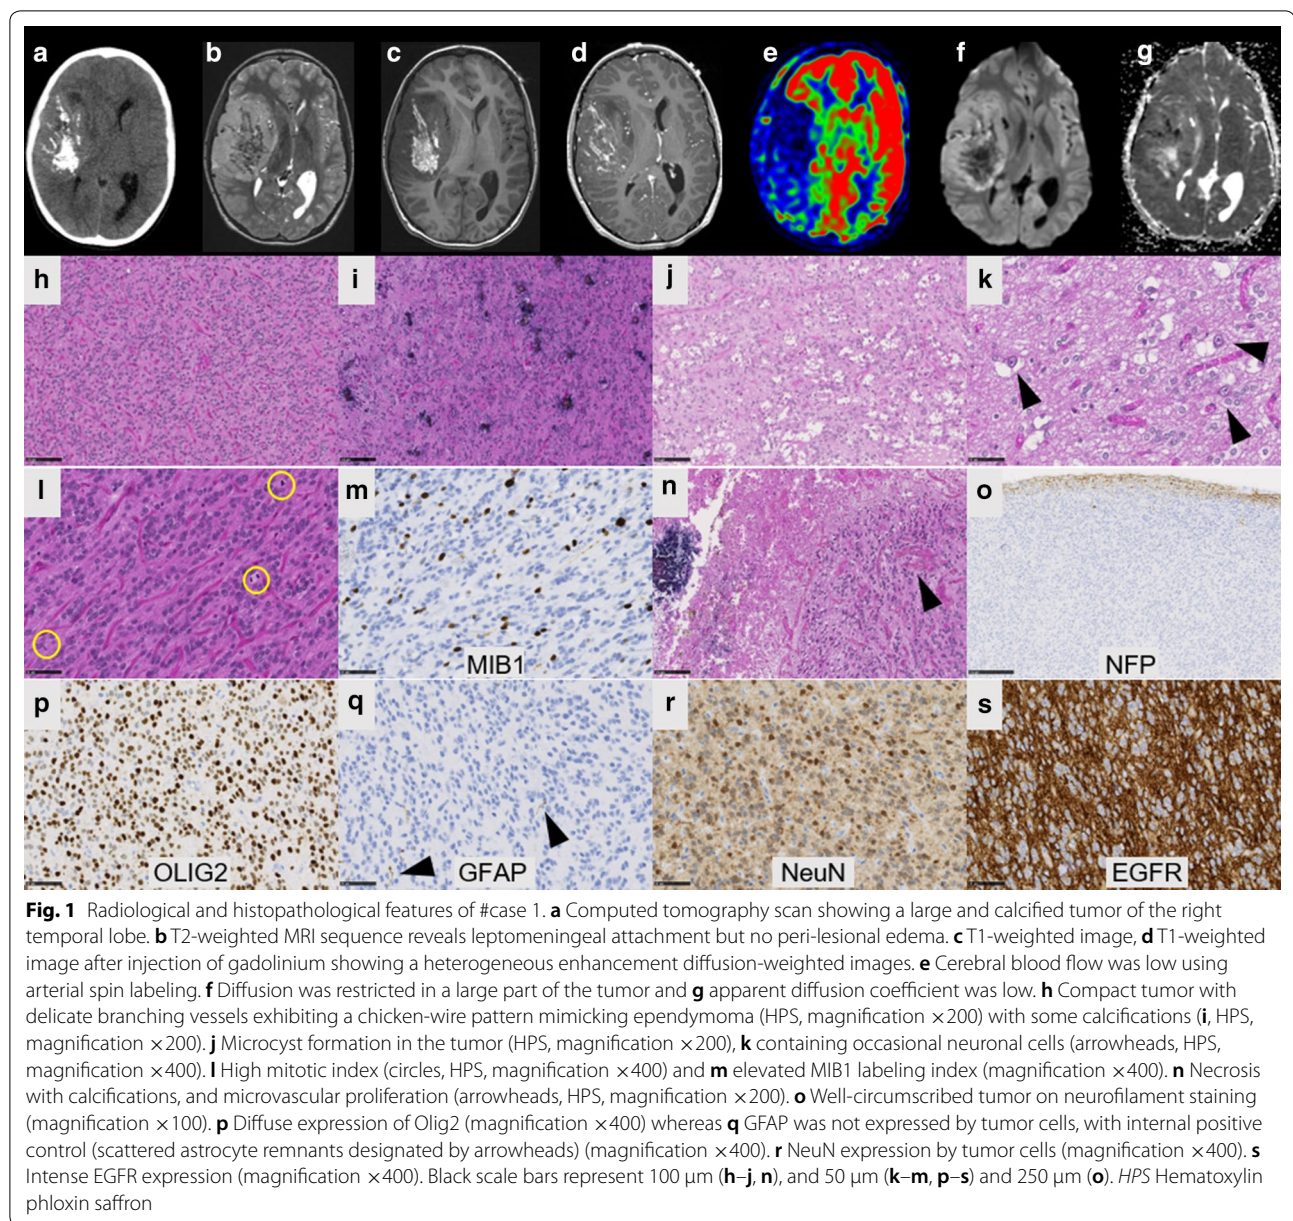 a b c d e f g
h i j k
l m n o
MIB1 NFP
p q r s
OLIG2 GFAP NeuN EGFR
Fig. 1 Radiological and histopathological features of #case 1. a Computed tomography scan showing a large and calcified tumor of the right
temporal lobe. b T2-weighted MRI sequence reveals leptomeningeal attachment but no peri-lesional edema. c T1-weighted image, d T1-weighted
image after injection of gadolinium showing a heterogeneous enhancement diffusion-weighted images. e Cerebral blood flow was low using
arterial spin labeling. f Diffusion was restricted in a large part of the tumor and g apparent diffusion coefficient was low. h Compact tumor with
delicate branching vessels exhibiting a chicken-wire pattern mimicking ependymoma (HPS, magnification ×200) with some calcifications (i, HPS,
magnification ×200). j Microcyst formation in the tumor (HPS, magnification ×200), k containing occasional neuronal cells (arrowheads, HPS,
magnification ×400). l High mitotic index (circles, HPS, magnification ×400) and m elevated MIB1 labeling index (magnification ×400). n Necrosis
with calcifications, and microvascular proliferation (arrowheads, HPS, magnification ×200). o Well-circumscribed tumor on neurofilament staining
(magnification ×100). p Diffuse expression of Olig2 (magnification ×400) whereas q GFAP was not expressed by tumor cells, with internal positive
control (scattered astrocyte remnants designated by arrowheads) (magnification ×400). r NeuN expression by tumor cells (magnification ×400). s
Intense EGFR expression (magnification ×400). Black scale bars represent 100 μm (h–j, n), and 50 μm (k–m, p–s) and 250 μm (o). HPS Hematoxylin
phloxin saffron